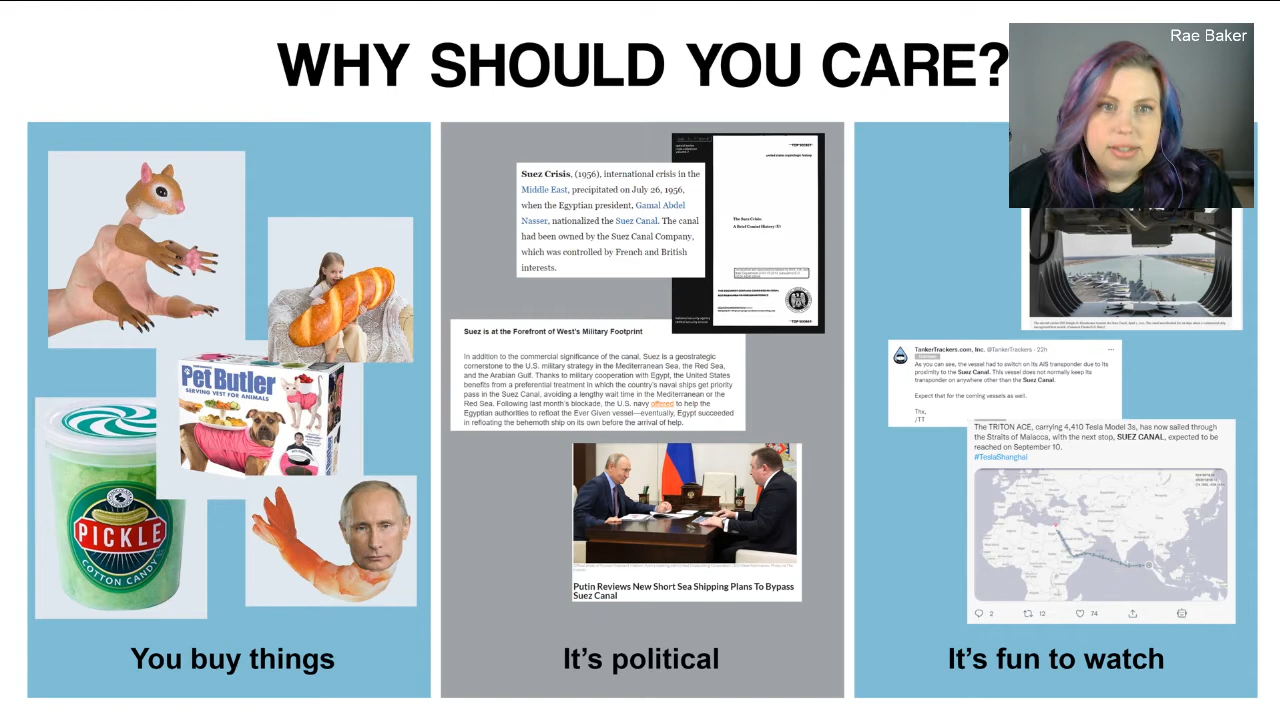 WHY SHOULD YOU CARE?
Rae Baker
Pet Butler
SERVING VEST FOR ANIMALS
PICKLE
COTTON CANDY
You buy things
Suez Crisis, (1956), international crisis in the
Middle East, precipitated on July 26, 1956,
when the Egyptian president, Gamal Abdel
Nasser, nationalized the Suez Canal. The canal
had been owned by the Suez Canal Company,
which was controlled by French and British
interests.
TOP SECRET
united states cryptologic history
The Suez Crisis:
A Brief Comint History (U)
TOP SECRET
Suez is at the Forefront of West's Military Footprint
In addition to the commercial significance of the canal, Suez is a geostrategic
cornerstone to the U.S. military strategy in the Mediterranean Sea, the Red Sea,
and the Arabian Gulf. Thanks to military cooperation with Egypt, the United States
benefits from a preferential treatment in which the country's naval ships get priority
pass in the Suez Canal, avoiding a lengthy wait time in the Mediterranean or the
Red Sea. Following last month's blockade, the U.S. navy offered to help the
Egyptian authorities to refloat the Ever Given vessel—eventually, Egypt succeeded
in refloating the behemoth ship on its own before the arrival of help.
Putin Reviews New Short Sea Shipping Plans To Bypass
Suez Canal
It's political
TankerTrackers.com, Inc. @TankerTrackers · 22h
As you can see, the vessel had to switch on its AIS transponder due to its
proximity to the Suez Canal. This vessel does not normally keep its
transponder on anywhere other than the Suez Canal.
Expect that for the coming vessels as well.
Thx,
/TT
The TRITON ACE, carrying 4,410 Tesla Model 3s, has now sailed through
the Straits of Malacca, with the next stop, SUEZ CANAL, expected to be
reached on September 10.
#TeslaShanghai
2 12 74
It's fun to watch